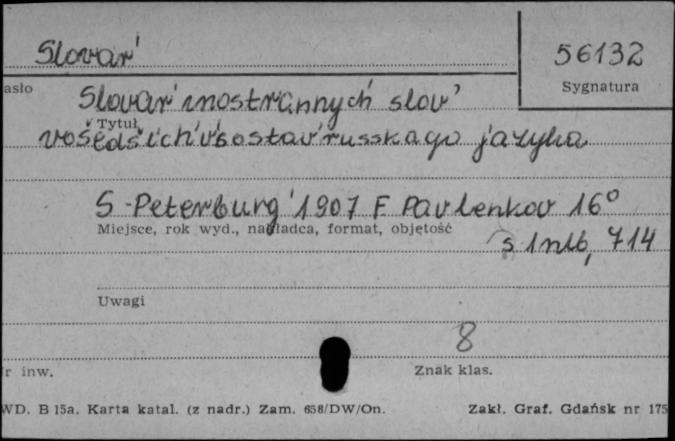 Slovar'
56132
asło
Sygnatura
Slovar' inostrannych slov'
Tytuł
vošedšich v sostav' russkago jazyka
S-Peterburg' 1907 F Pavlenkov 16°
Miejsce, rok wyd., nakładca, format, objętość
s 1nlb, 714
Uwagi
8
r inw.
Znak klas.
WD. B 15a. Karta katal. (z nadr.) Zam. 658/DW/On.
Zakł. Graf. Gdańsk nr 175